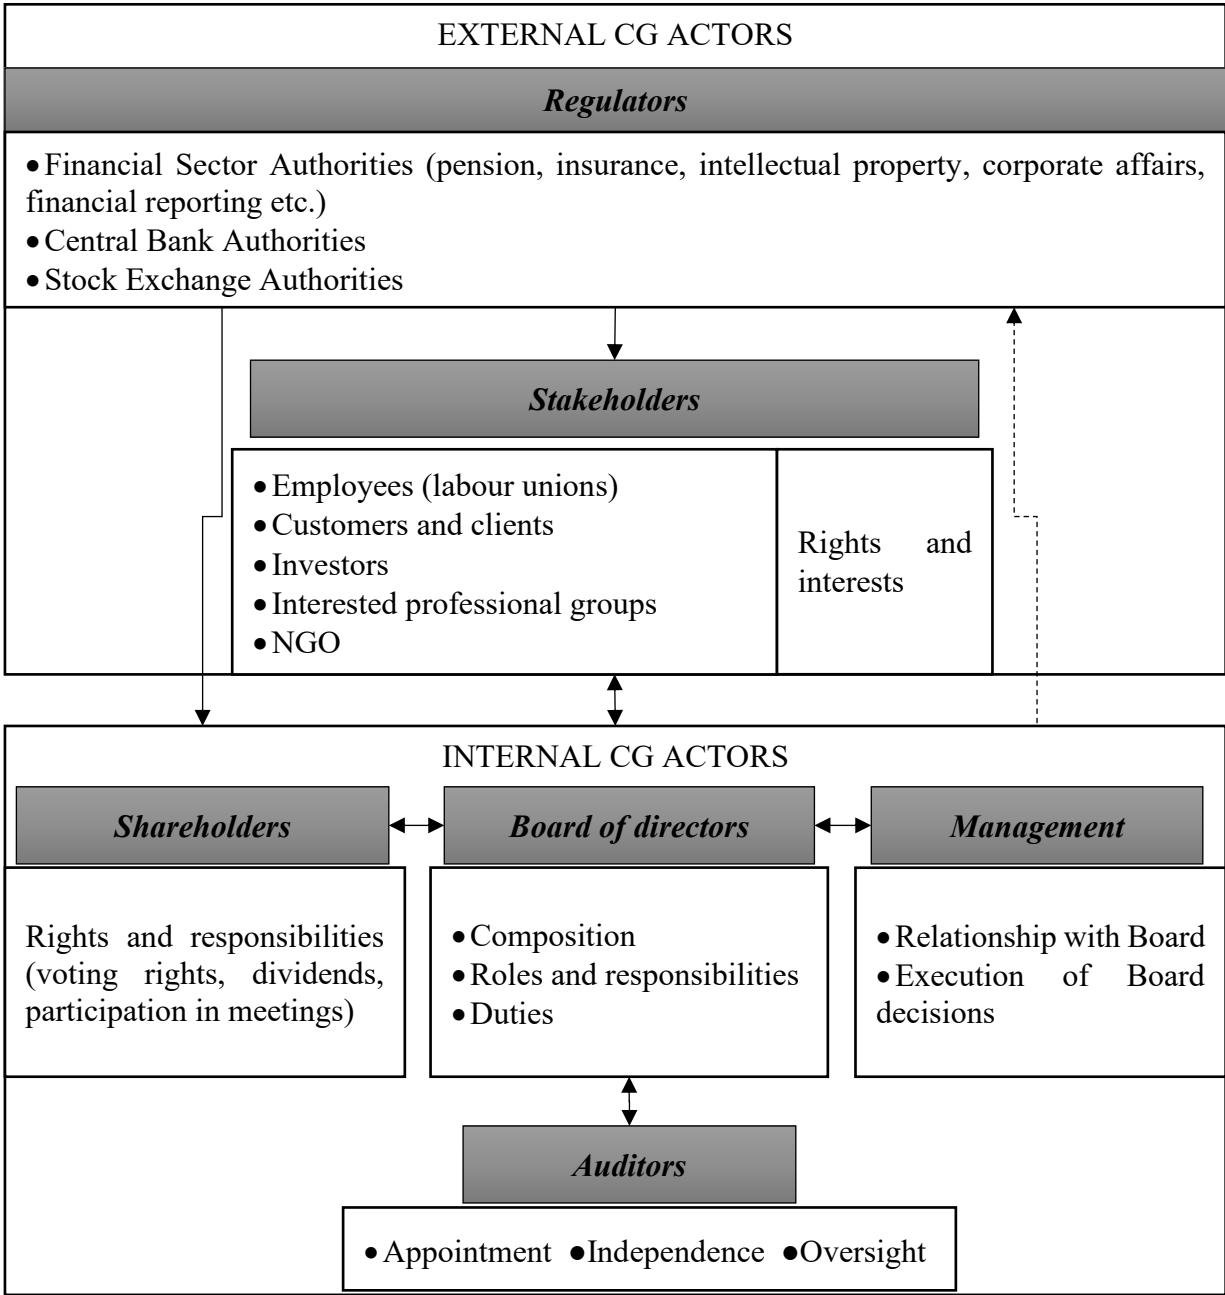 EXTERNAL CG ACTORS
Regulators
•Financial Sector Authorities (pension, insurance, intellectual property, corporate affairs,
financial reporting etc.)
•Central Bank Authorities
•Stock Exchange Authorities
Stakeholders
•Employees (labour unions)
•Customers and clients
•Investors
•Interested professional groups
•NGO
Rights and
interests
INTERNAL CG ACTORS
Shareholders
Rights and responsibilities
(voting rights, dividends,
participation in meetings)
Board of directors
•Composition
•Roles and responsibilities
•Duties
Management
•Relationship with Board
•Execution of Board
decisions
Auditors
•Appointment •Independence •Oversight